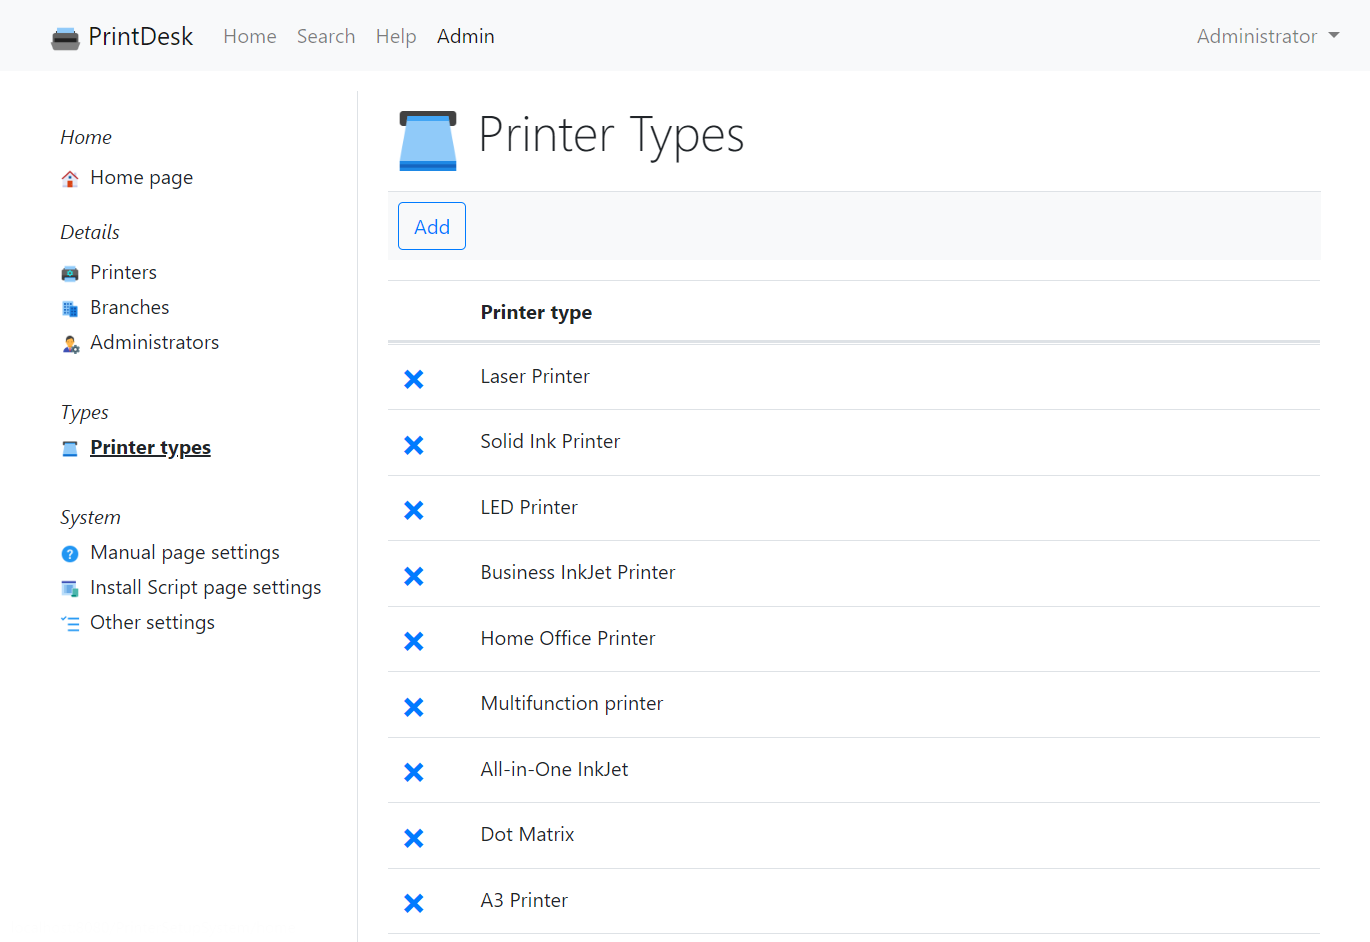 PrintDesk Home Search Help Admin Administrator
Home
Home page
Details
Printers
Branches
Administrators
Types
Printer types
System
Manual page settings
Install Script page settings
Other settings
Printer Types
Add
Printer type
Laser Printer
Solid Ink Printer
LED Printer
Business InkJet Printer
Home Office Printer
Multifunction printer
All-in-One InkJet
Dot Matrix
A3 Printer